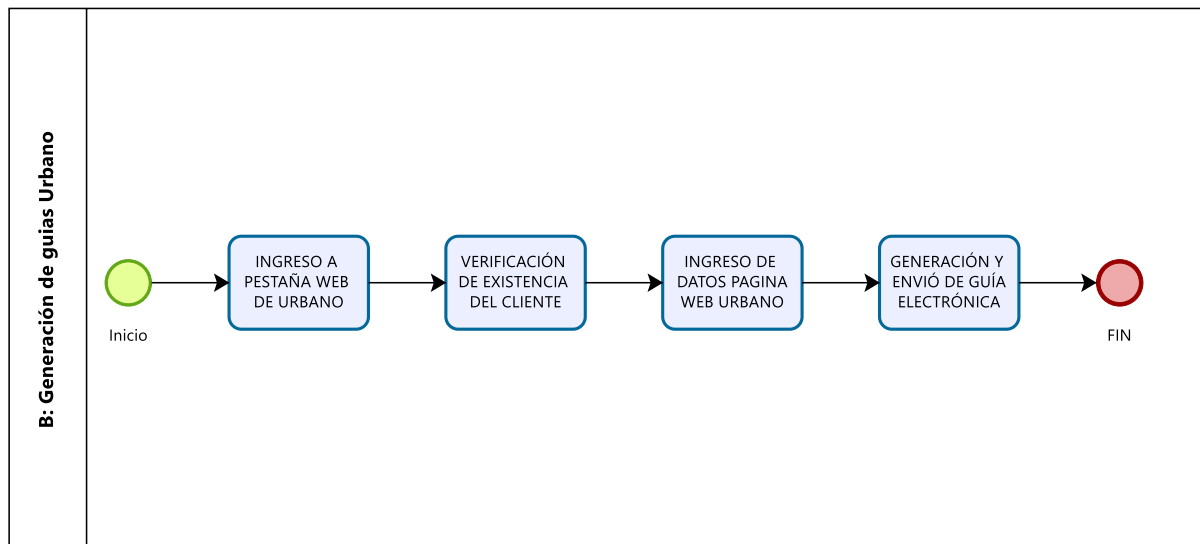 B: Generación de guias Urbano
Inicio
INGRESO A
PESTAÑA WEB
DE URBANO
VERIFICACIÓN
DE EXISTENCIA
DEL CLIENTE
INGRESO DE
DATOS PAGINA
WEB URBANO
GENERACIÓN Y
ENVIÓ DE GUÍA
ELECTRÓNICA
FIN